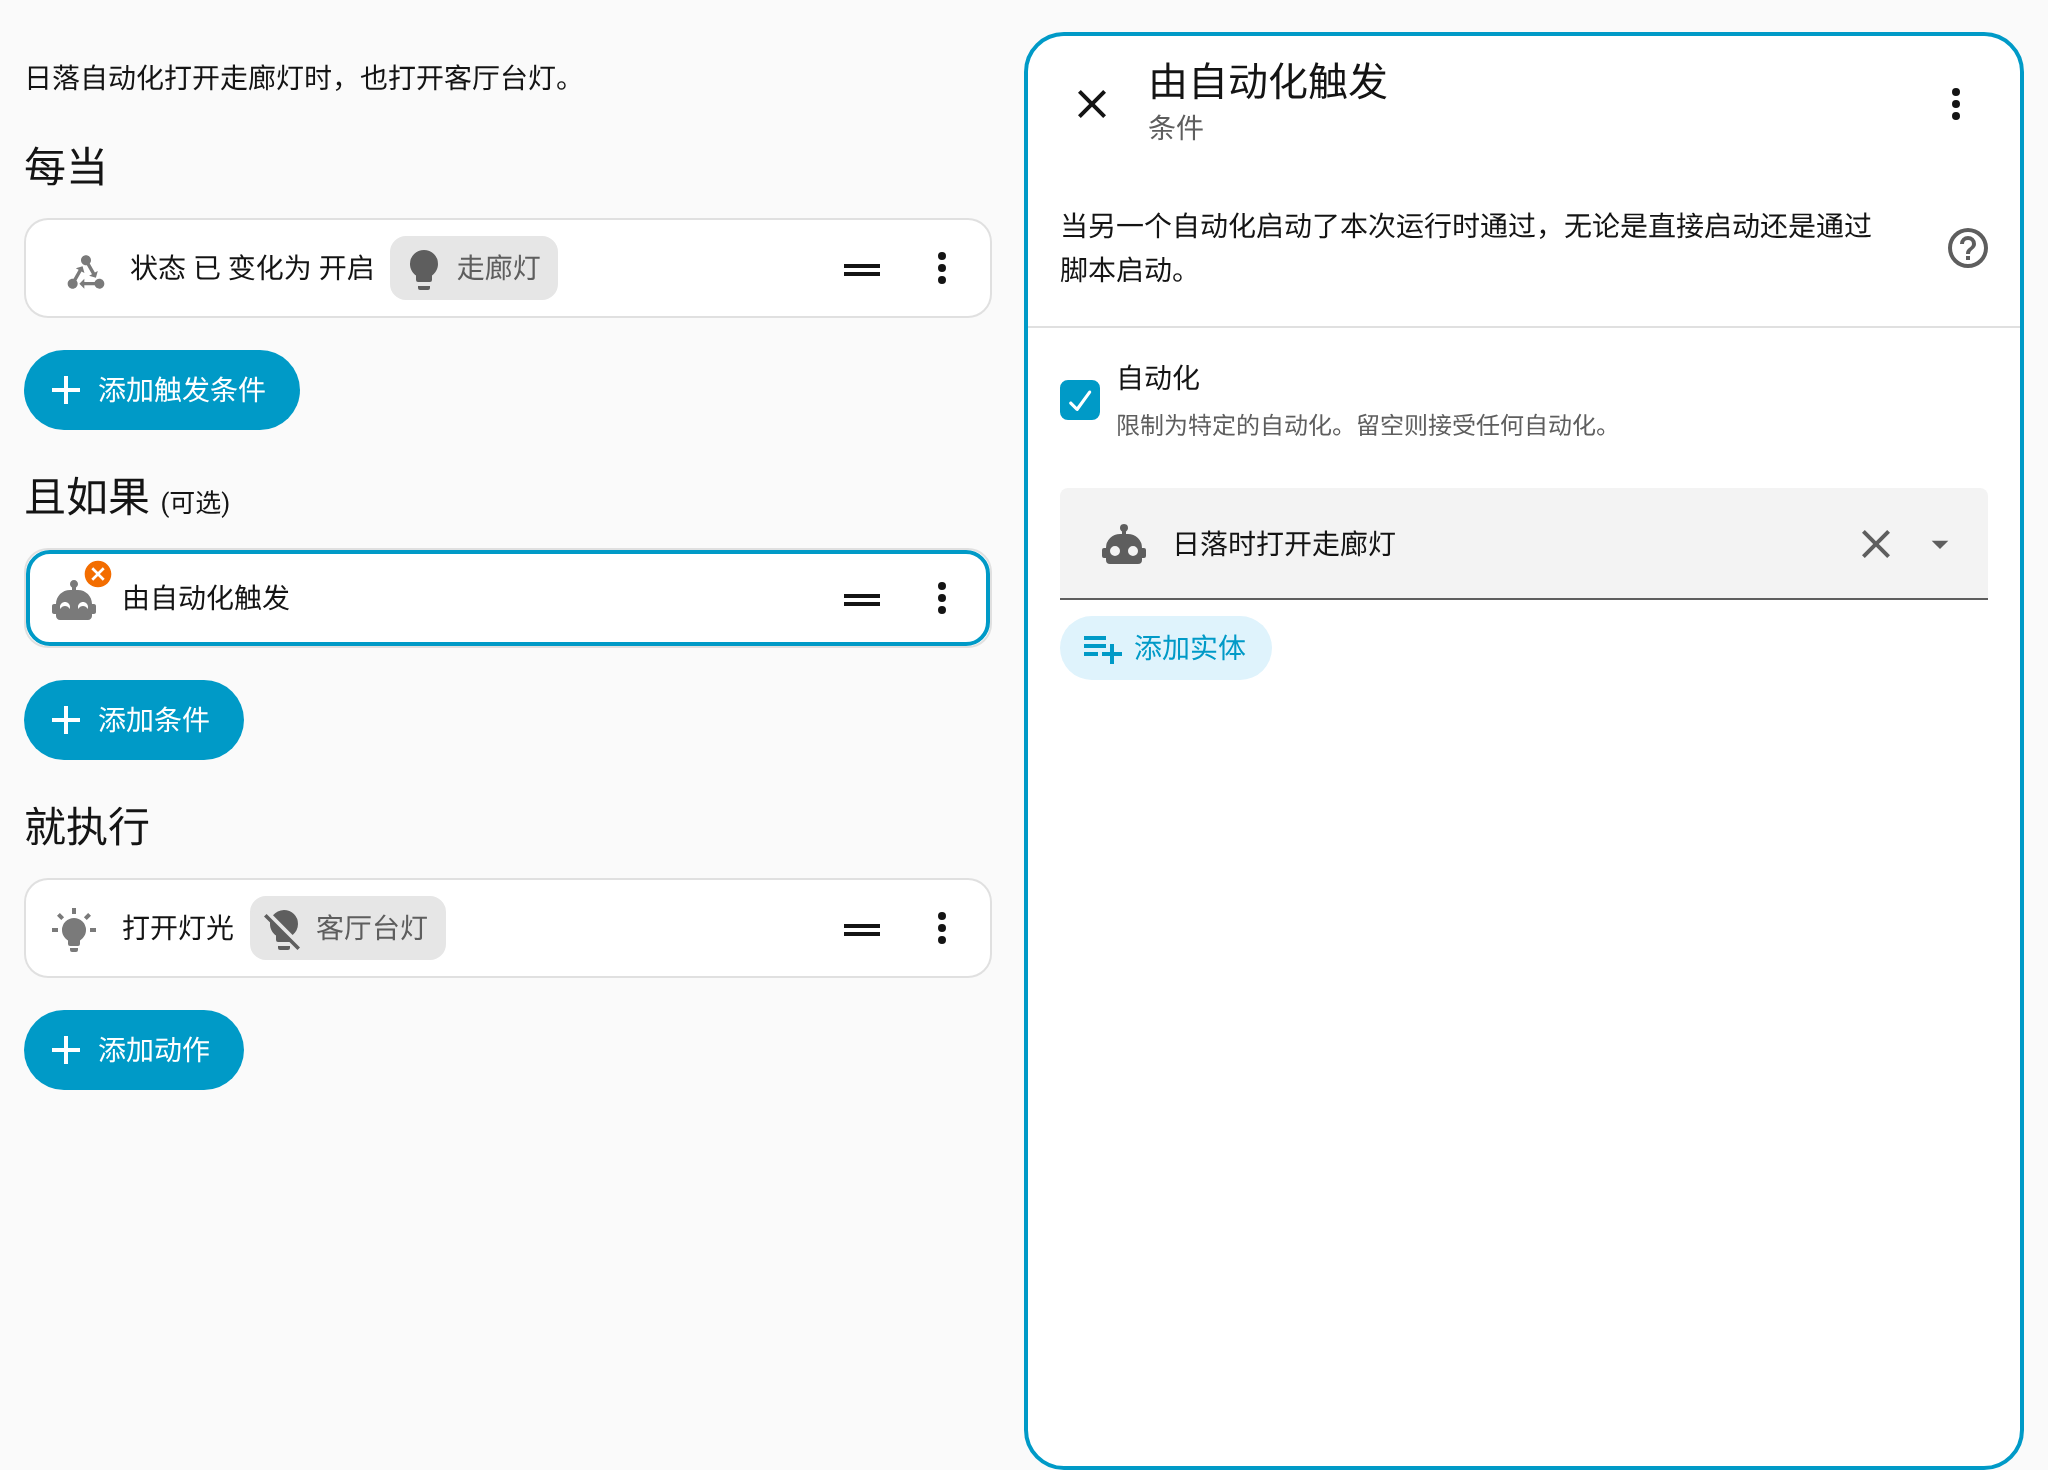 日落自动化打开走廊灯时，也打开客厅台灯。
每当
状态 已 变化为 开启 走廊灯
添加触发条件
且如果 (可选)
由自动化触发
添加条件
就执行
打开灯光 客厅台灯
添加动作
由自动化触发
条件
当另一个自动化启动了本次运行时通过，无论是直接启动还是通过
脚本启动。
自动化
限制为特定的自动化。留空则接受任何自动化。
日落时打开走廊灯
添加实体